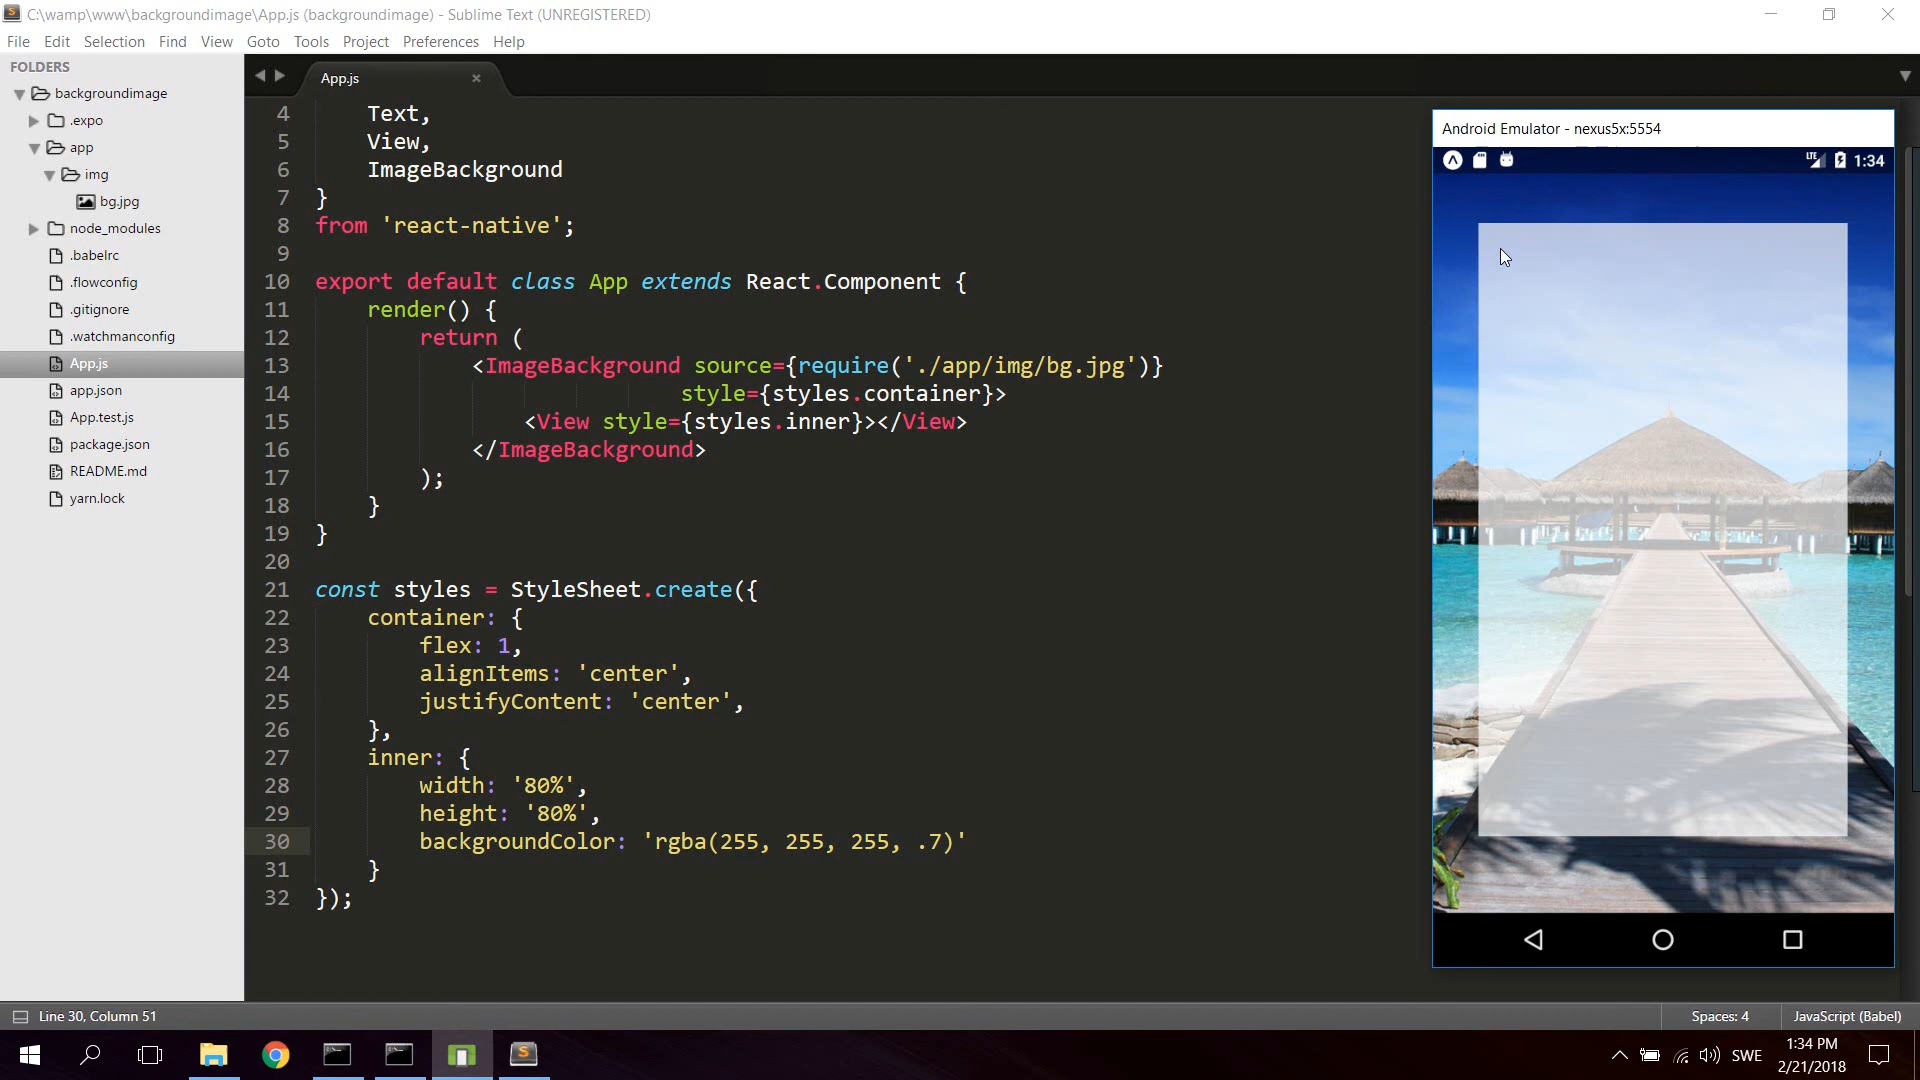 C:\wamp\www\backgroundimage\App.js (backgroundimage) - Sublime Text (UNREGISTERED)
File Edit Selection Find View Goto Tools Project Preferences Help
FOLDERS
backgroundimage
.expo
app
img
bg.jpg
node_modules
.babelrc
.flowconfig
.gitignore
.watchmanconfig
App.js
app.json
App.test.js
package.json
README.md
yarn.lock
App.js
4 Text,
5 View,
6 ImageBackground
7 }
8 from 'react-native';
9
10 export default class App extends React.Component {
11 render() {
12 return (
13 <ImageBackground source={require('./app/img/bg.jpg')}
14 style={styles.container}>
15 <View style={styles.inner}></View>
16 </ImageBackground>
17 );
18 }
19 }
20
21 const styles = StyleSheet.create({
22 container: {
23 flex: 1,
24 alignItems: 'center',
25 justifyContent: 'center',
26 },
27 inner: {
28 width: '80%',
29 height: '80%',
30 backgroundColor: 'rgba(255, 255, 255, .7)'
31 }
32 });
Android Emulator - nexus5x:5554
LTE 1:34
Line 30, Column 51
Spaces: 4 JavaScript (Babel)
SWE
1:34 PM
2/21/2018